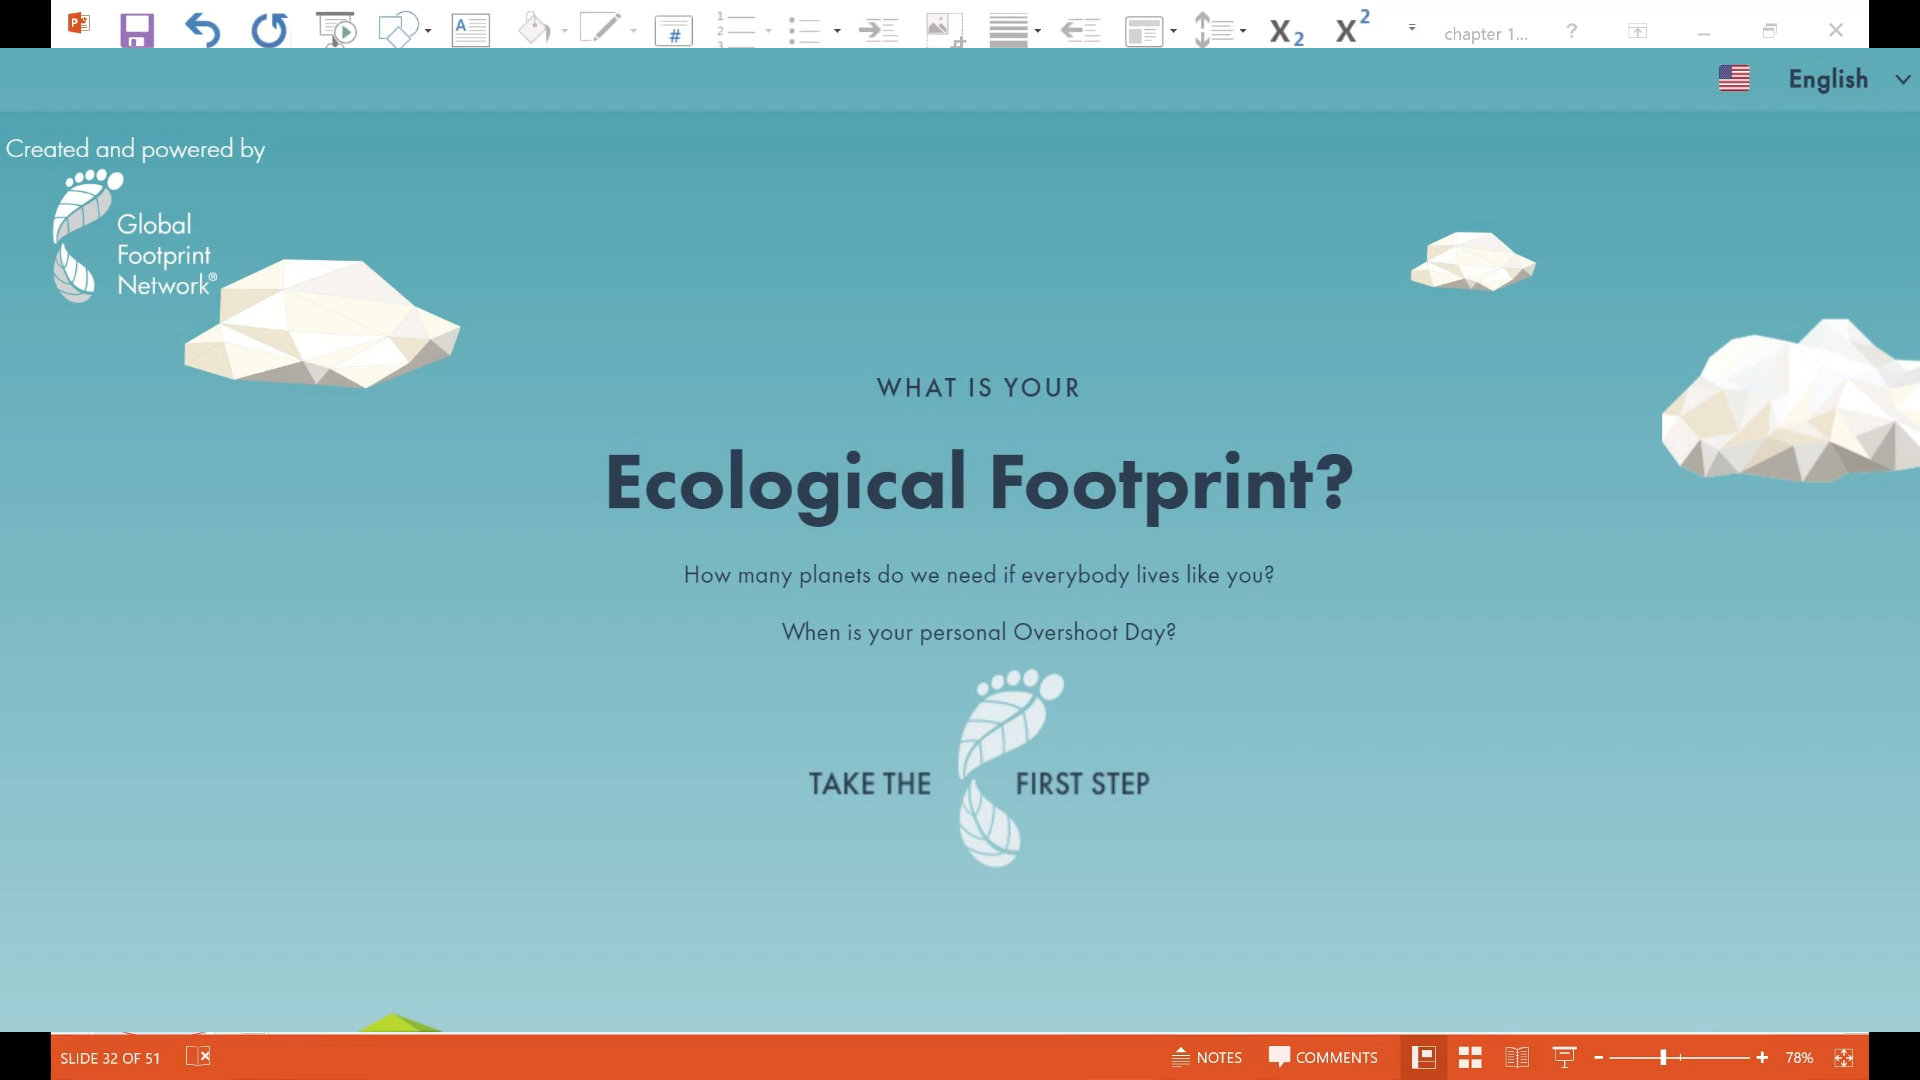 chapter 1...
English
Created and powered by
Global
Footprint
Network®
WHAT IS YOUR
Ecological Footprint?
How many planets do we need if everybody lives like you?
When is your personal Overshoot Day?
TAKE THE FIRST STEP
SLIDE 32 OF 51
NOTES
COMMENTS
78%